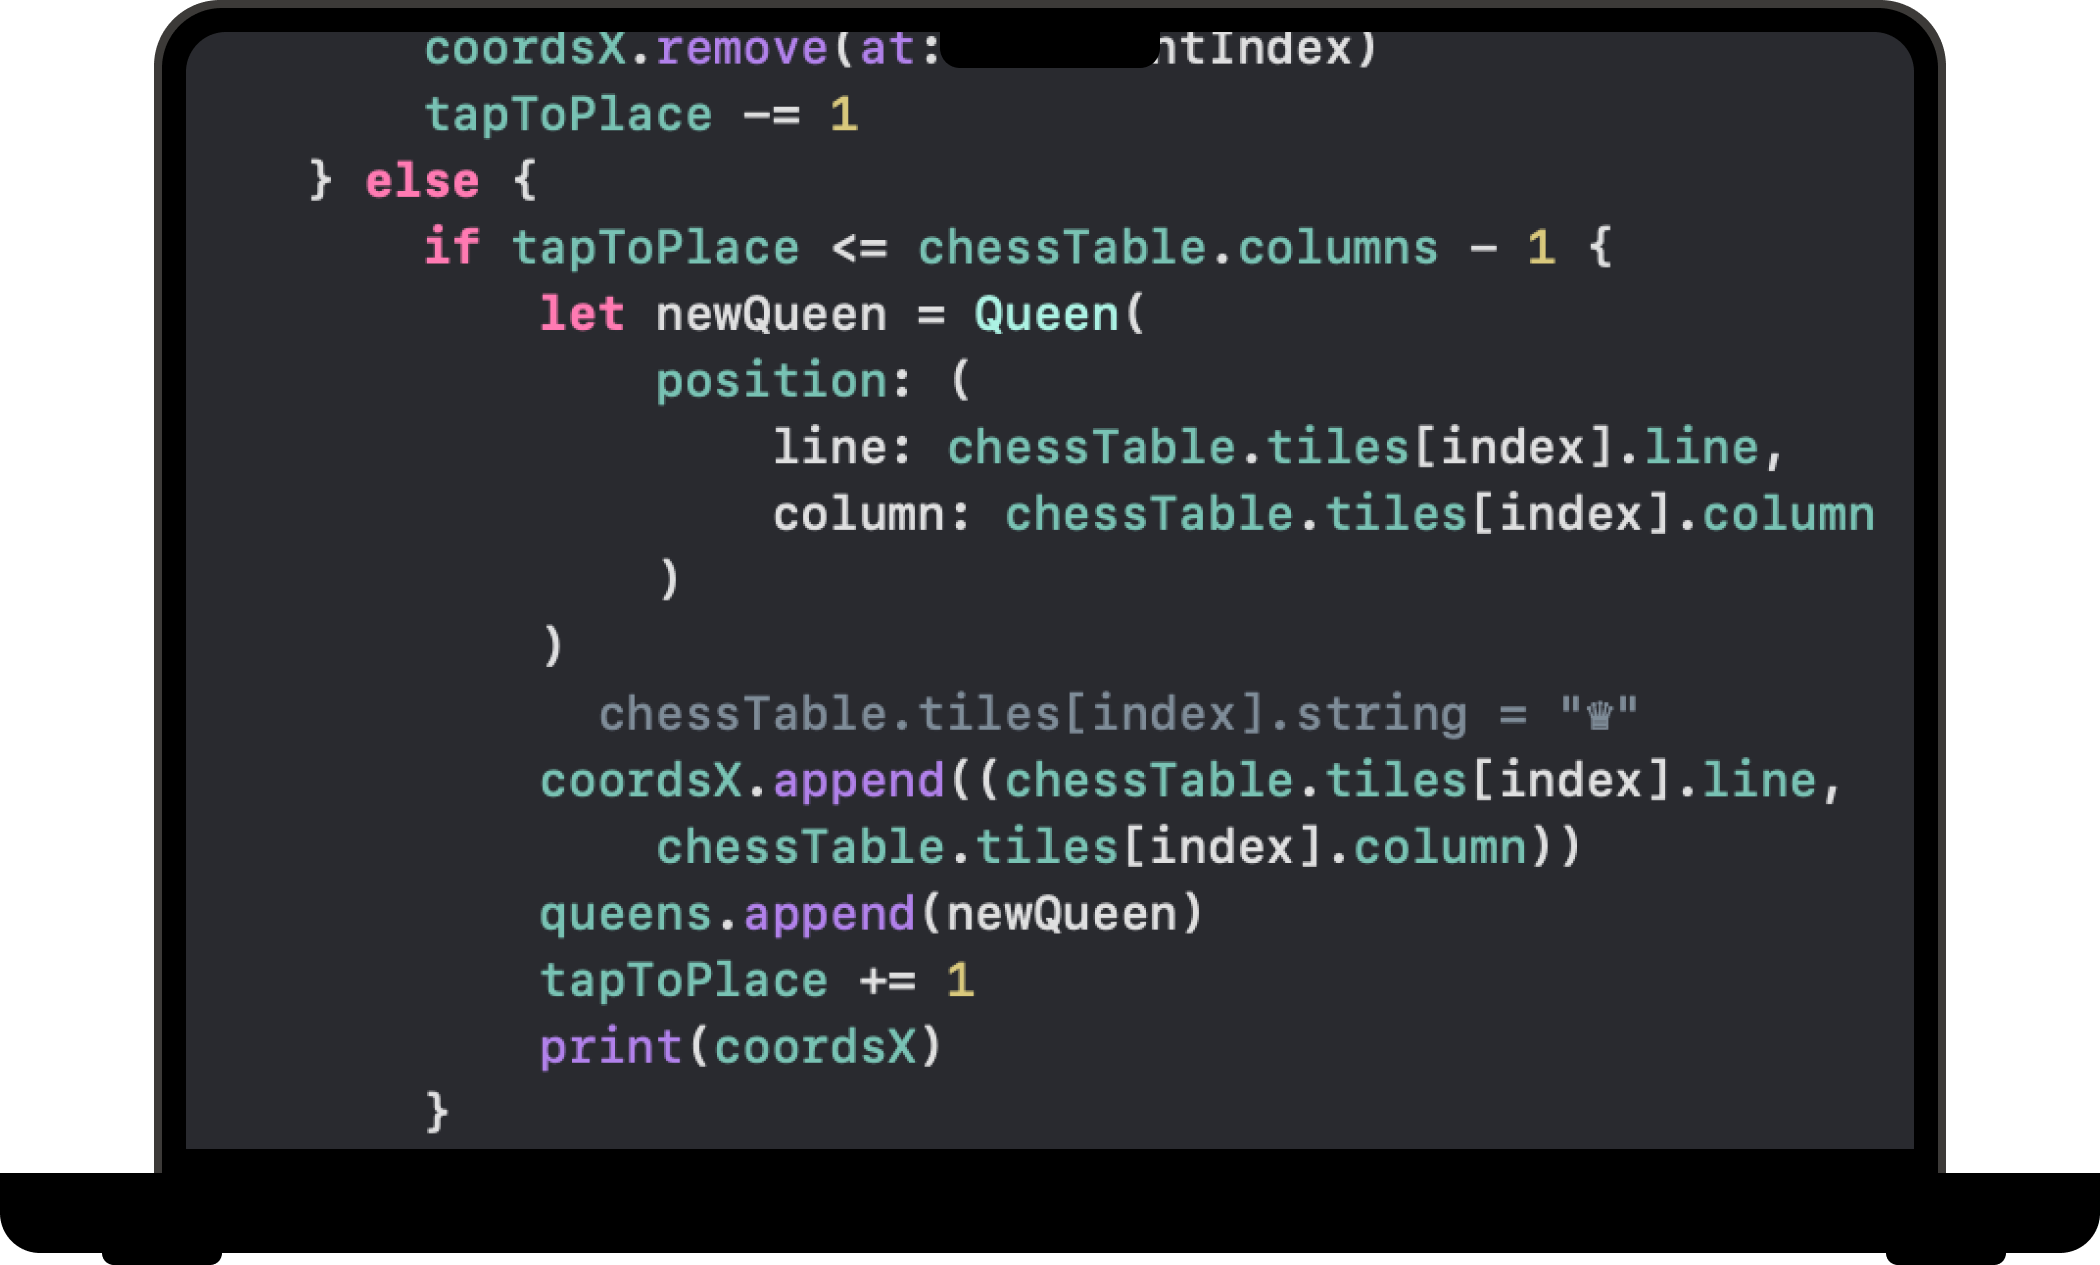 coordsX.remove(at: ntIndex)
tapToPlace -= 1
} else {
if tapToPlace <= chessTable.columns - 1 {
let newQueen = Queen(
position: (
line: chessTable.tiles[index].line,
column: chessTable.tiles[index].column
)
)
chessTable.tiles[index].string = "♛"
coordsX.append((chessTable.tiles[index].line,
chessTable.tiles[index].column))
queens.append(newQueen)
tapToPlace += 1
print(coordsX)
}